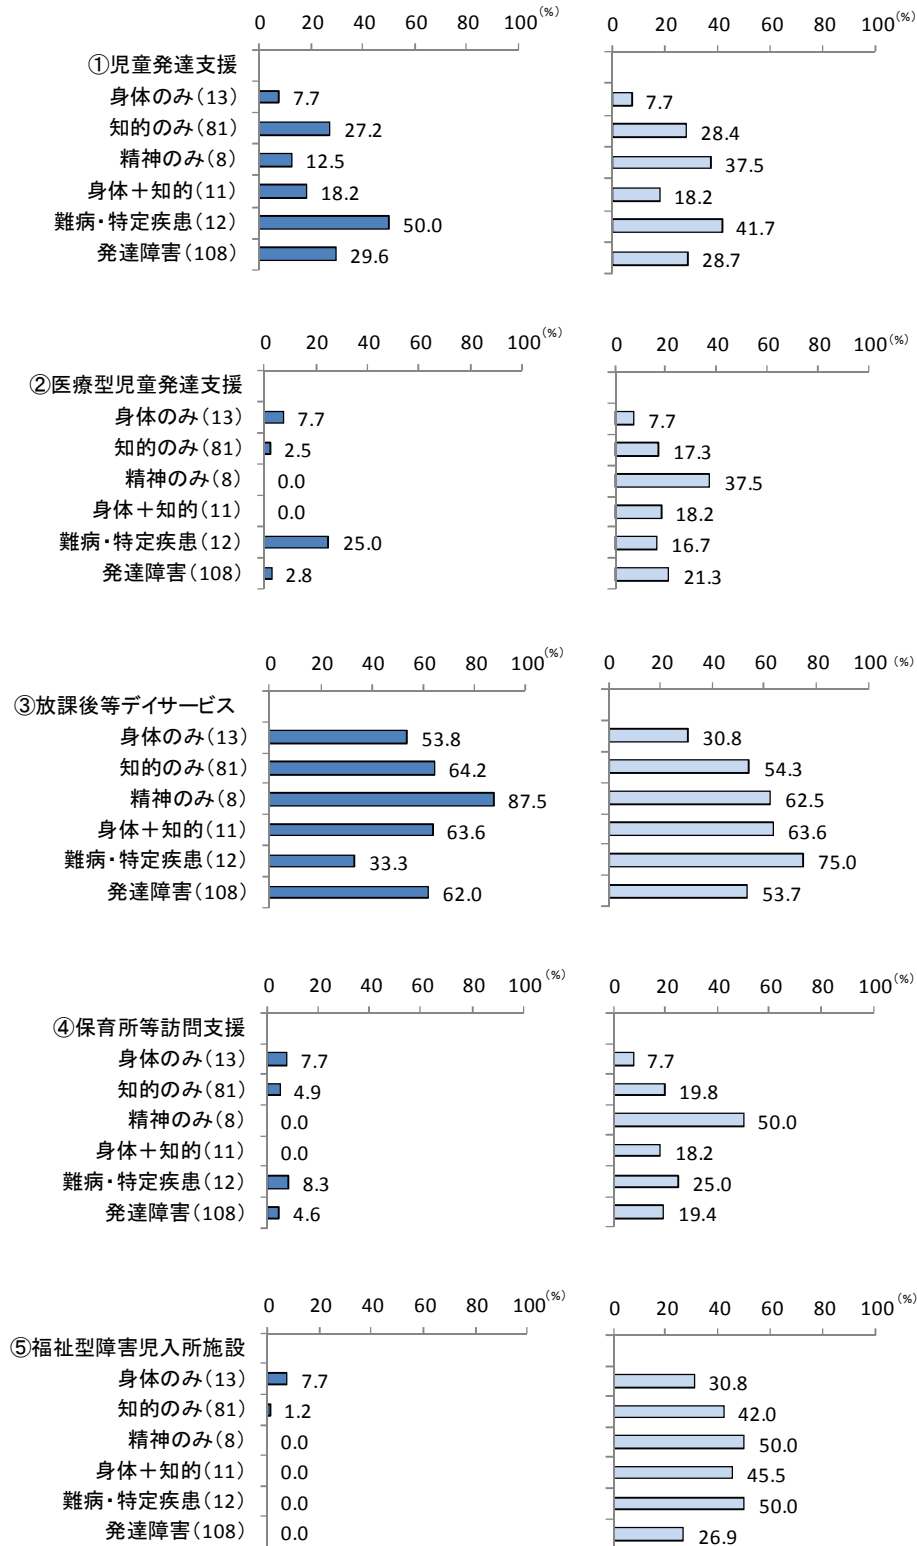 0 20 40 60 80 100(%) 0 20 40 60 80 100(%)
①児童発達支援
身体のみ(13) 7.7 7.7
知的のみ(81) 27.2 28.4
精神のみ(8) 12.5 37.5
身体+知的(11) 18.2 18.2
難病・特定疾患(12) 50.0 41.7
発達障害(108) 29.6 28.7
0 20 40 60 80 100(%) 0 20 40 60 80 100(%)
②医療型児童発達支援
身体のみ(13) 7.7 7.7
知的のみ(81) 2.5 17.3
精神のみ(8) 0.0 37.5
身体+知的(11) 0.0 18.2
難病・特定疾患(12) 25.0 16.7
発達障害(108) 2.8 21.3
0 20 40 60 80 100(%) 0 20 40 60 80 100(%)
③放課後等デイサービス
身体のみ(13) 53.8 30.8
知的のみ(81) 64.2 54.3
精神のみ(8) 87.5 62.5
身体+知的(11) 63.6 63.6
難病・特定疾患(12) 33.3 75.0
発達障害(108) 62.0 53.7
0 20 40 60 80 100(%) 0 20 40 60 80 100(%)
④保育所等訪問支援
身体のみ(13) 7.7 7.7
知的のみ(81) 4.9 19.8
精神のみ(8) 0.0 50.0
身体+知的(11) 0.0 18.2
難病・特定疾患(12) 8.3 25.0
発達障害(108) 4.6 19.4
0 20 40 60 80 100(%) 0 20 40 60 80 100(%)
⑤福祉型障害児入所施設
身体のみ(13) 7.7 30.8
知的のみ(81) 1.2 42.0
精神のみ(8) 0.0 50.0
身体+知的(11) 0.0 45.5
難病・特定疾患(12) 0.0 50.0
発達障害(108) 0.0 26.9